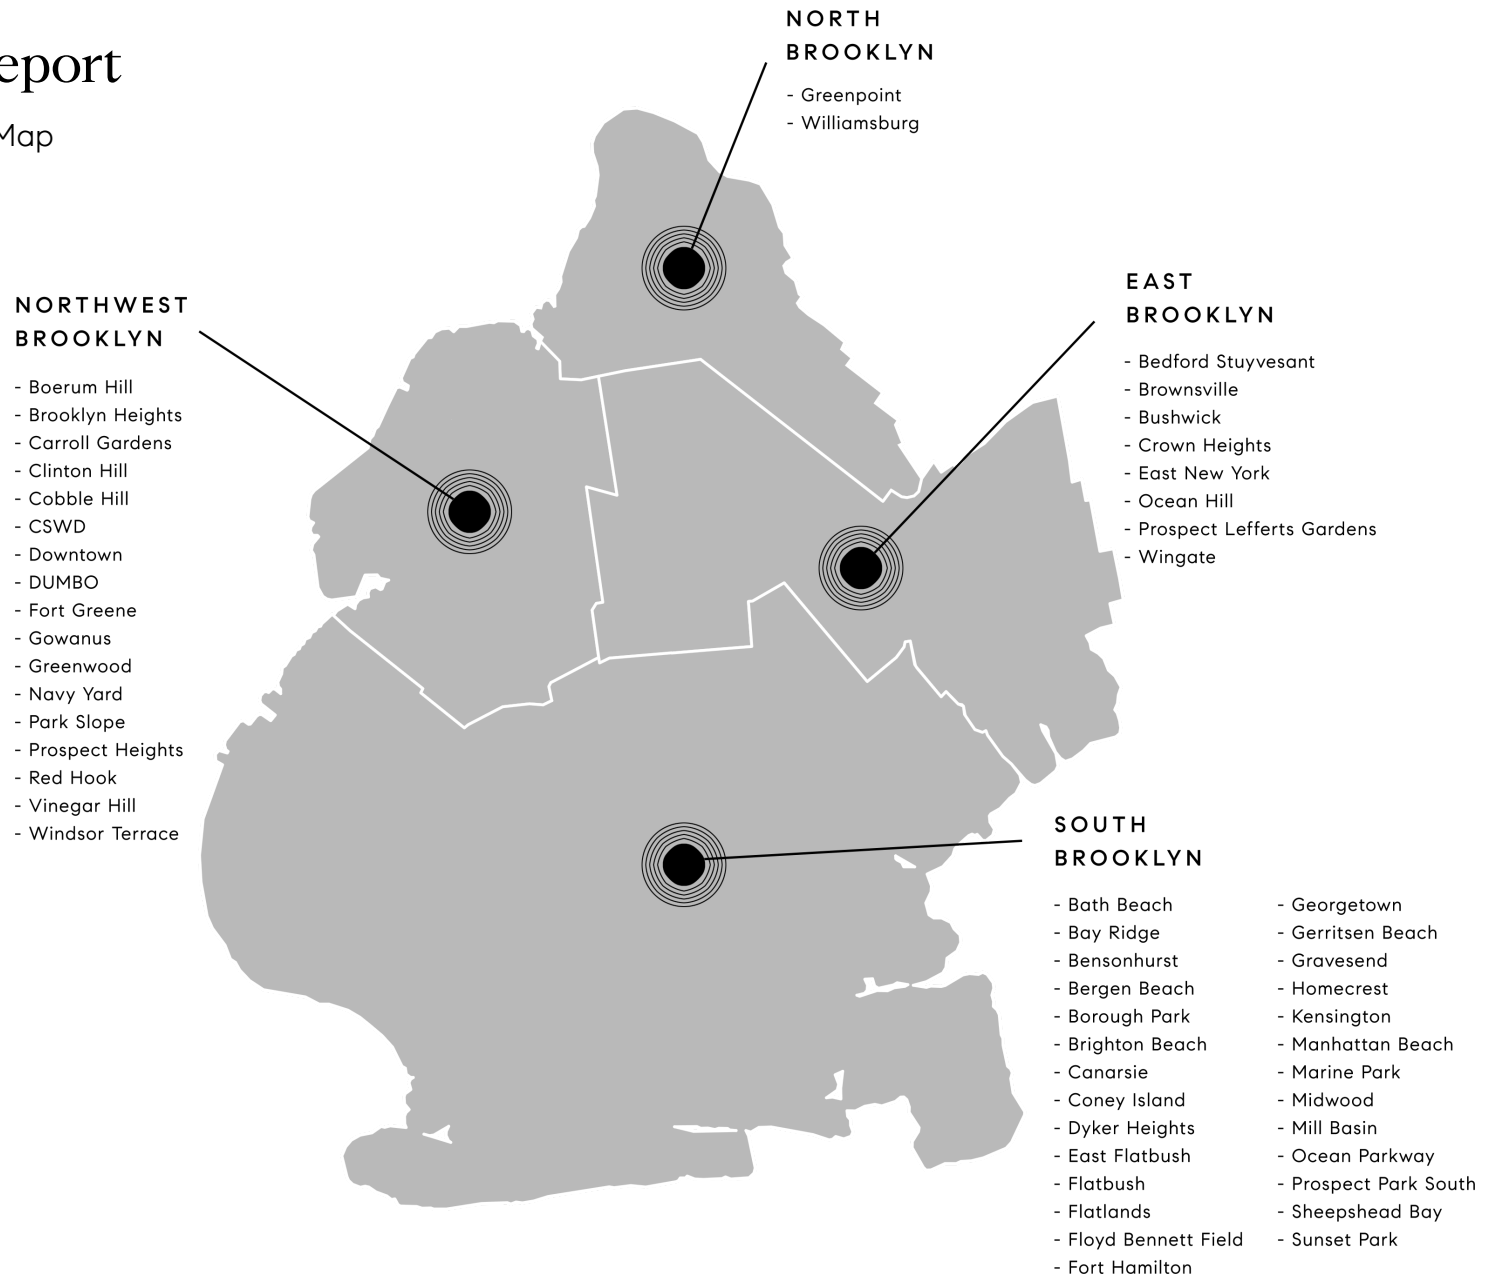 eport
Map
NORTH
BROOKLYN
- Greenpoint
- Williamsburg
NORTHWEST
BROOKLYN
- Boerum Hill
- Brooklyn Heights
- Carroll Gardens
- Clinton Hill
- Cobble Hill
- CSWD
- Downtown
- DUMBO
- Fort Greene
- Gowanus
- Greenwood
- Navy Yard
- Park Slope
- Prospect Heights
- Red Hook
- Vinegar Hill
- Windsor Terrace
EAST
BROOKLYN
- Bedford Stuyvesant
- Brownsville
- Bushwick
- Crown Heights
- East New York
- Ocean Hill
- Prospect Lefferts Gardens
- Wingate
SOUTH
BROOKLYN
- Bath Beach
- Bay Ridge
- Bensonhurst
- Bergen Beach
- Borough Park
- Brighton Beach
- Canarsie
- Coney Island
- Dyker Heights
- East Flatbush
- Flatbush
- Flatlands
- Floyd Bennett Field
- Fort Hamilton
- Georgetown
- Gerritsen Beach
- Gravesend
- Homecrest
- Kensington
- Manhattan Beach
- Marine Park
- Midwood
- Mill Basin
- Ocean Parkway
- Prospect Park South
- Sheepshead Bay
- Sunset Park